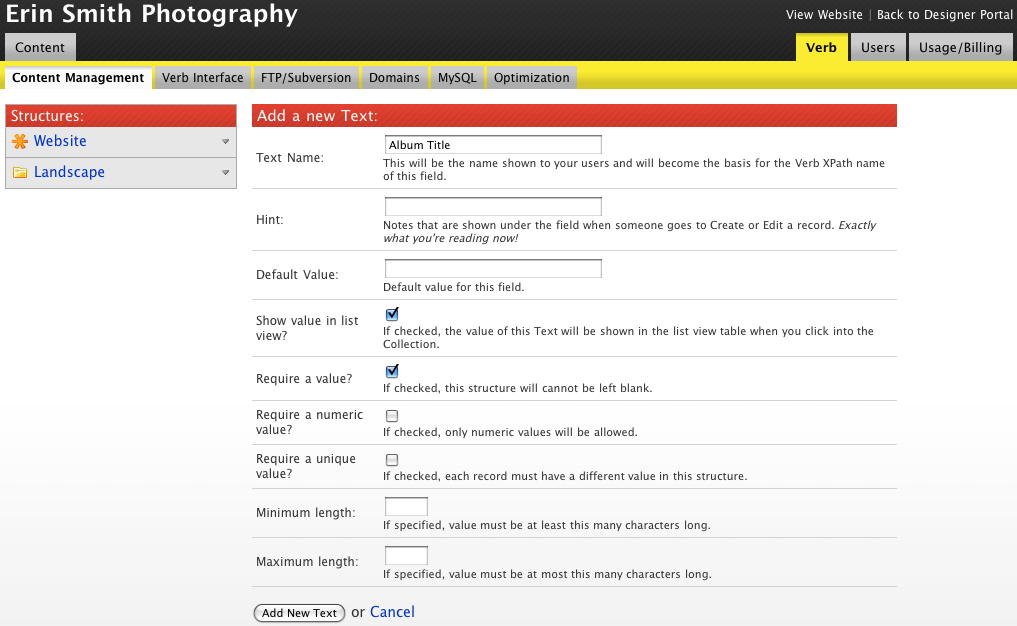 Erin Smith Photography
View Website | Back to Designer Portal
Content
Verb
Users
Usage/Billing
Content Management
Verb Interface
FTP/Subversion
Domains
MySQL
Optimization
Structures:
Website
Landscape
Add a new Text:
Text Name:
Album Title
This will be the name shown to your users and will become the basis for the Verb XPath name
of this field.
Hint:
Notes that are shown under the field when someone goes to Create or Edit a record. Exactly
what you're reading now!
Default Value:
Default value for this field.
Show value in list
view?
If checked, the value of this Text will be shown in the list view table when you click into the
Collection.
Require a value?
If checked, this structure will cannot be left blank.
Require a numeric
value?
If checked, only numeric values will be allowed.
Require a unique
value?
If checked, each record must have a different value in this structure.
Minimum length:
If specified, value must be at least this many characters long.
Maximum length:
If specified, value must be at most this many characters long.
Add New Text or Cancel